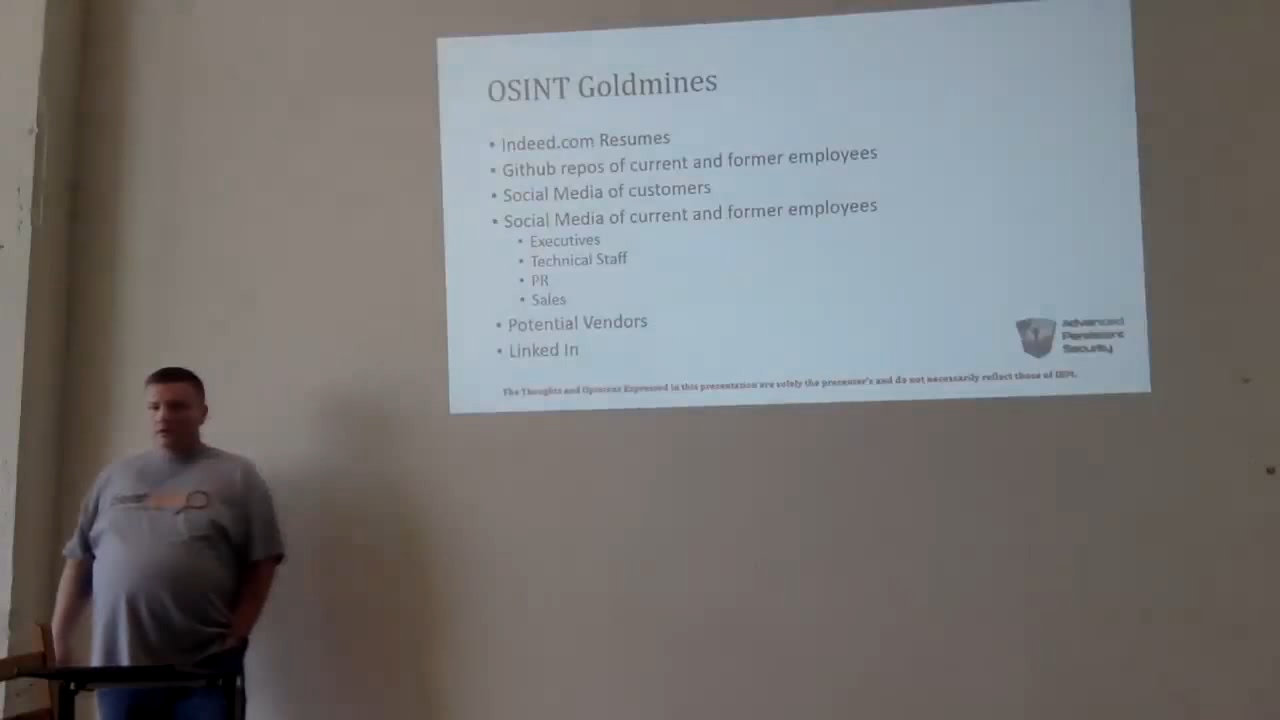 OSINT Goldmines
• Indeed.com Resumes
• Github repos of current and former employees
• Social Media of customers
• Social Media of current and former employees
• Executives
• Technical Staff
• PR
• Sales
• Potential Vendors
• Linked In
Advanced
Persistent
Security
The Thoughts and Opinions Expressed in this presentation are solely the presenter's and do not necessarily reflect those of